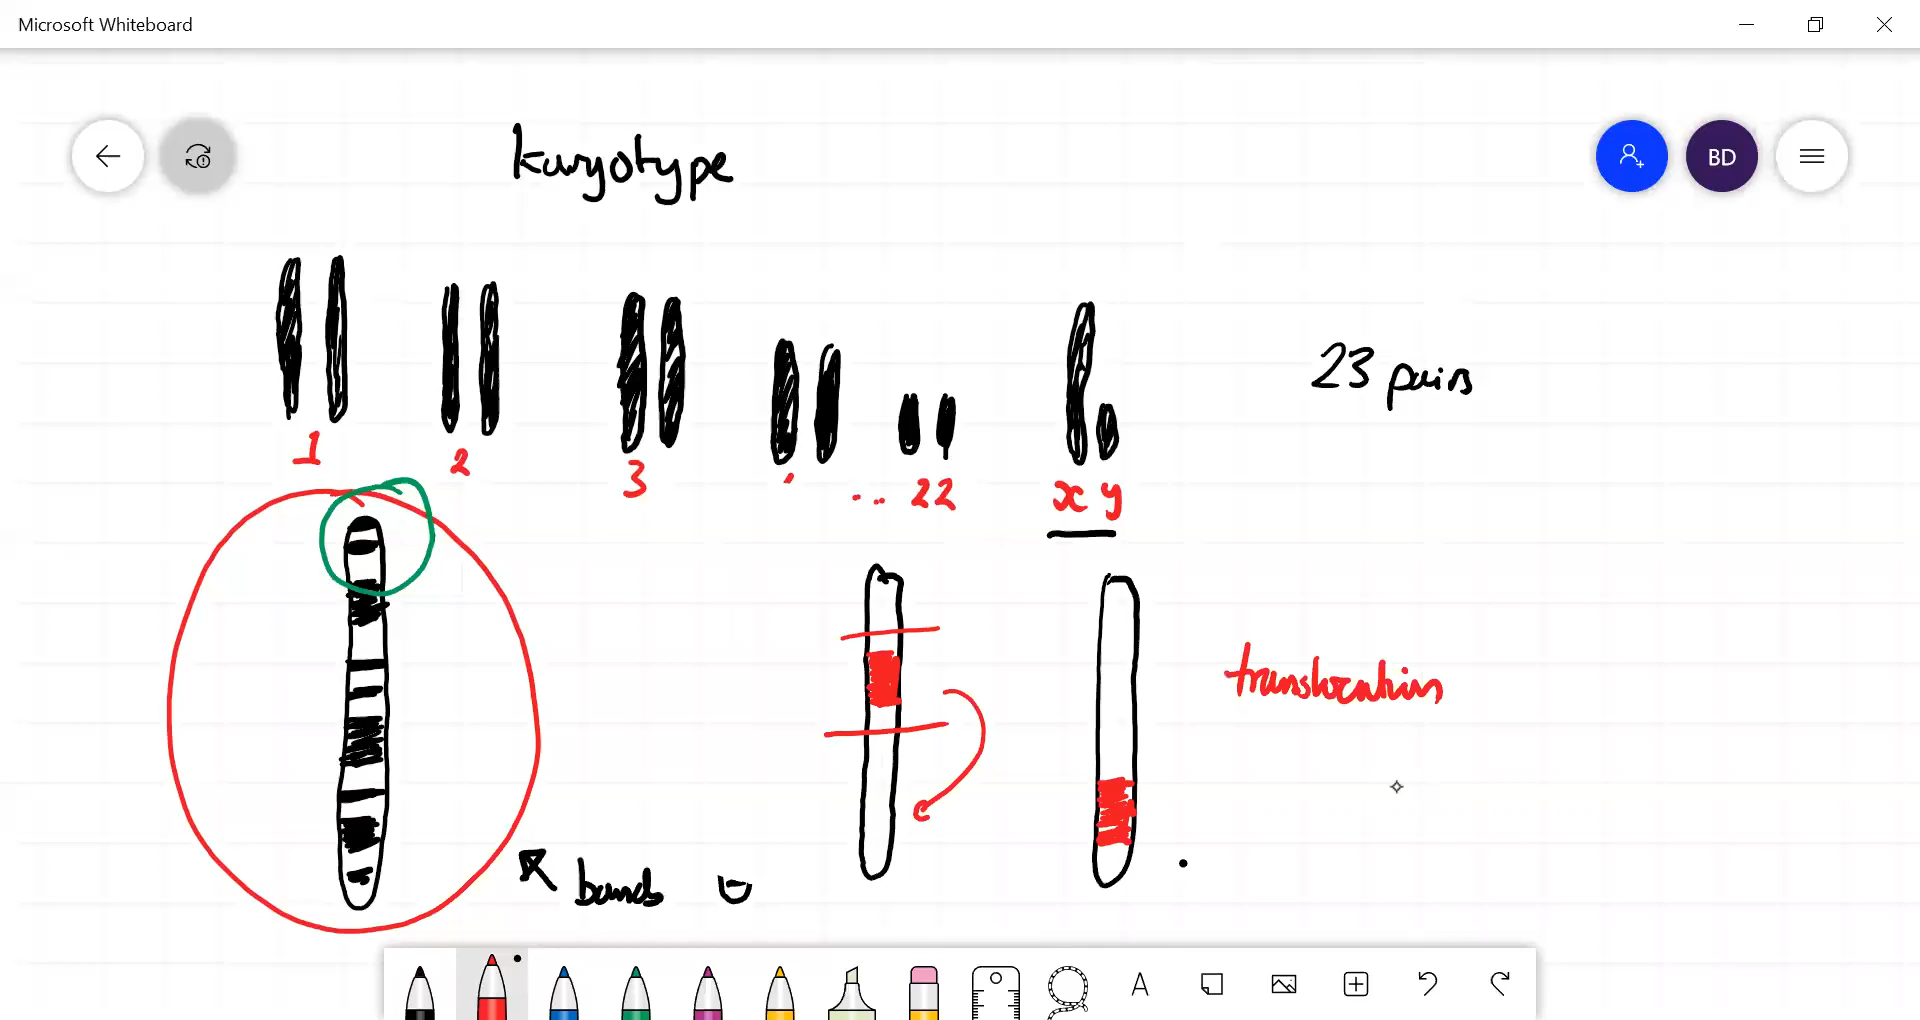 Microsoft Whiteboard
BD
karyotype
23 pairs
1 2 3 . ... 22 x y
translocation
bands
A